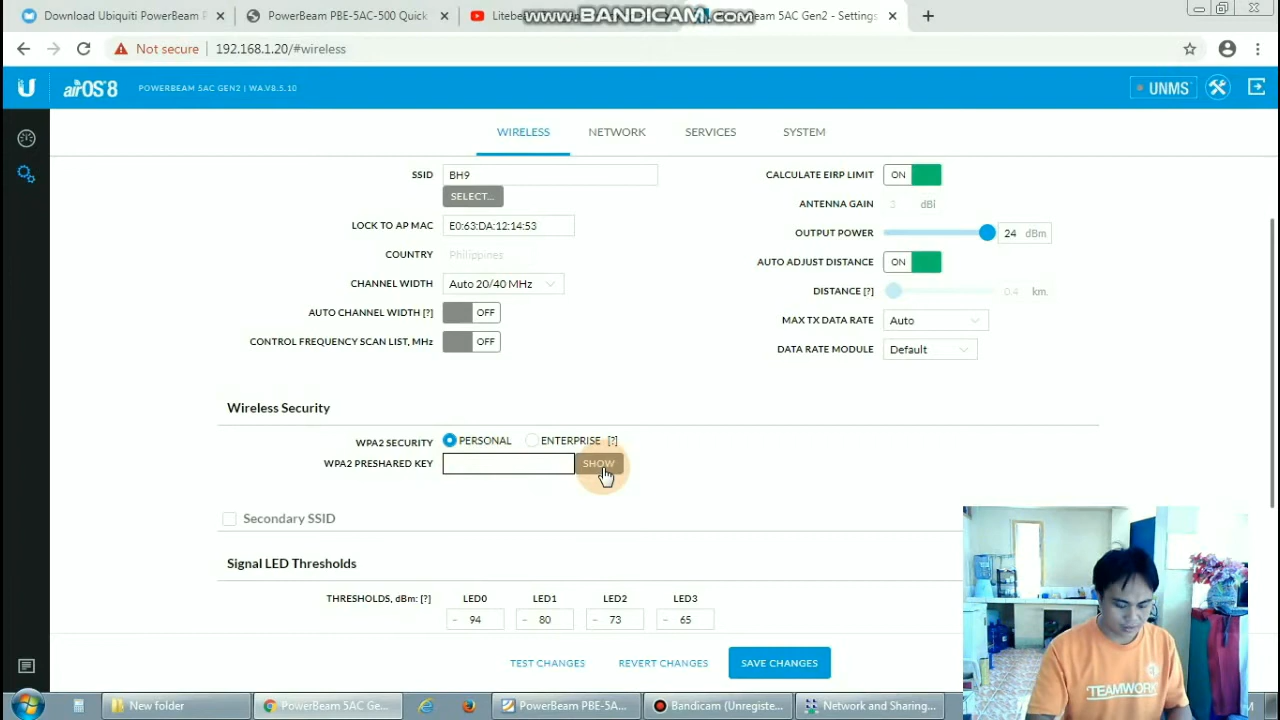 Download Ubiquiti PowerBeam P
PowerBeam PBE-5AC-500 Quick
Litebe
www.BANDICAM.com
beam 5AC Gen2 - Settings
Not secure 192.168.1.20/#wireless
U airOS 8 POWERBEAM 5AC GEN2 | WA.V8.5.10 UNMS
WIRELESS NETWORK SERVICES SYSTEM
SSID BH9 CALCULATE EIRP LIMIT ON
SELECT... ANTENNA GAIN 3 dBi
LOCK TO AP MAC E0:63:DA:12:14:53 OUTPUT POWER 24 dBm
COUNTRY Philippines AUTO ADJUST DISTANCE ON
CHANNEL WIDTH Auto 20/40 MHz DISTANCE [?] 0.4 km.
AUTO CHANNEL WIDTH [?] OFF MAX TX DATA RATE Auto
CONTROL FREQUENCY SCAN LIST, MHz OFF DATA RATE MODULE Default
Wireless Security
WPA2 SECURITY PERSONAL ENTERPRISE [?]
WPA2 PRESHARED KEY SHOW
Secondary SSID
Signal LED Thresholds
THRESHOLDS, dBm: [?] LED0 LED1 LED2 LED3
- 94 - 80 - 73 - 65
TEST CHANGES REVERT CHANGES SAVE CHANGES
TEAMWORK
New folder PowerBeam 5AC Ge... PowerBeam PBE-5A... Bandicam (Unregiste... Network and Sharing... M